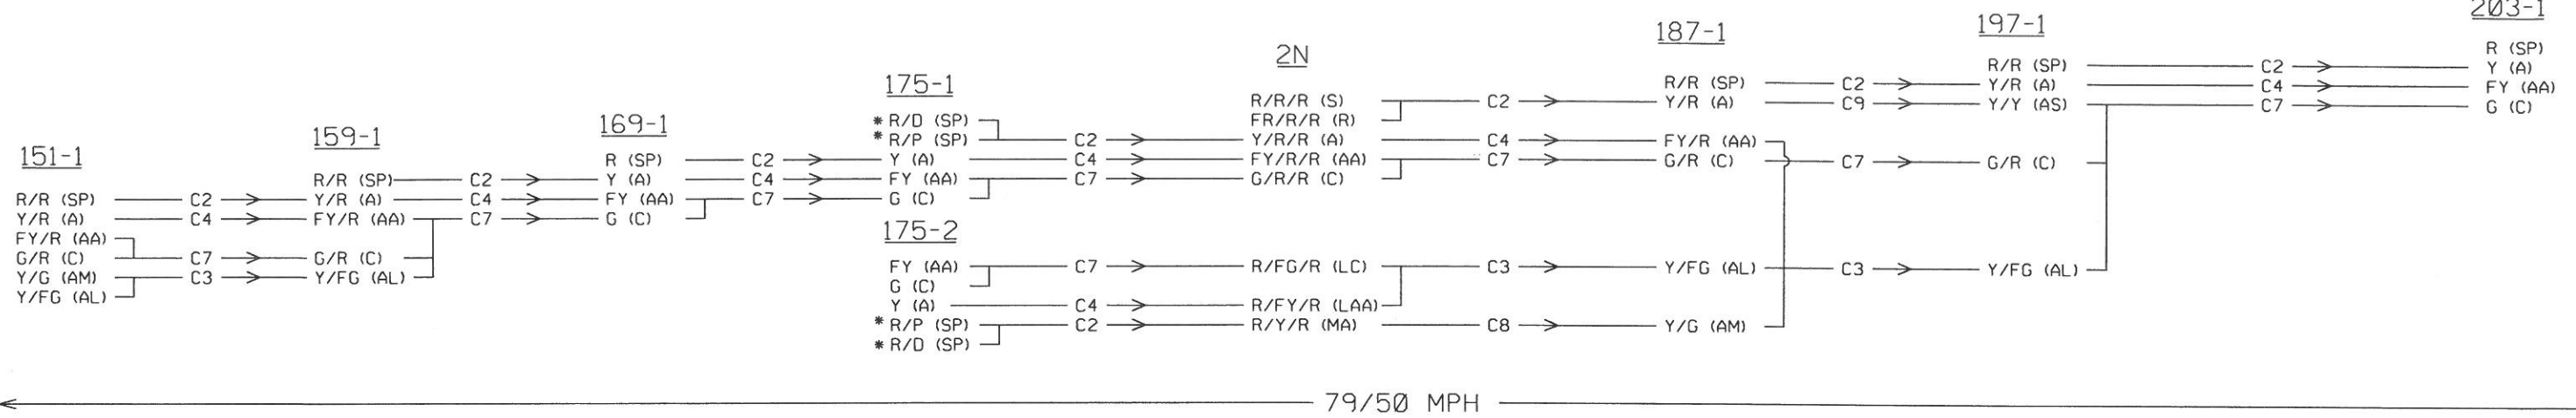 151-1
R/R (SP)
Y/R (A)
FY/R (AA)
G/R (C)
Y/G (AM)
Y/FG (AL)
C2
C4
C7
C3
159-1
R/R (SP)
Y/R (A)
FY/R (AA)
G/R (C)
Y/FG (AL)
C2
C4
C7
169-1
R (SP)
Y (A)
FY (AA)
G (C)
C2
C4
C7
175-1
* R/D (SP)
* R/P (SP)
Y (A)
FY (AA)
G (C)
C2
C4
C7
175-2
FY (AA)
G (C)
Y (A)
* R/P (SP)
* R/D (SP)
C7
C4
C2
2N
R/R/R (S)
FR/R/R (R)
Y/R/R (A)
FY/R/R (AA)
G/R/R (C)
R/FG/R (LC)
R/FY/R (LAA)
R/Y/R (MA)
C2
C4
C7
C3
C8
187-1
R/R (SP)
Y/R (A)
FY/R (AA)
G/R (C)
Y/FG (AL)
Y/G (AM)
C2
C9
C7
C3
197-1
R/R (SP)
Y/R (A)
Y/Y (AS)
G/R (C)
Y/FG (AL)
C2
C4
C7
203-1
R (SP)
Y (A)
FY (AA)
G (C)
79/50 MPH